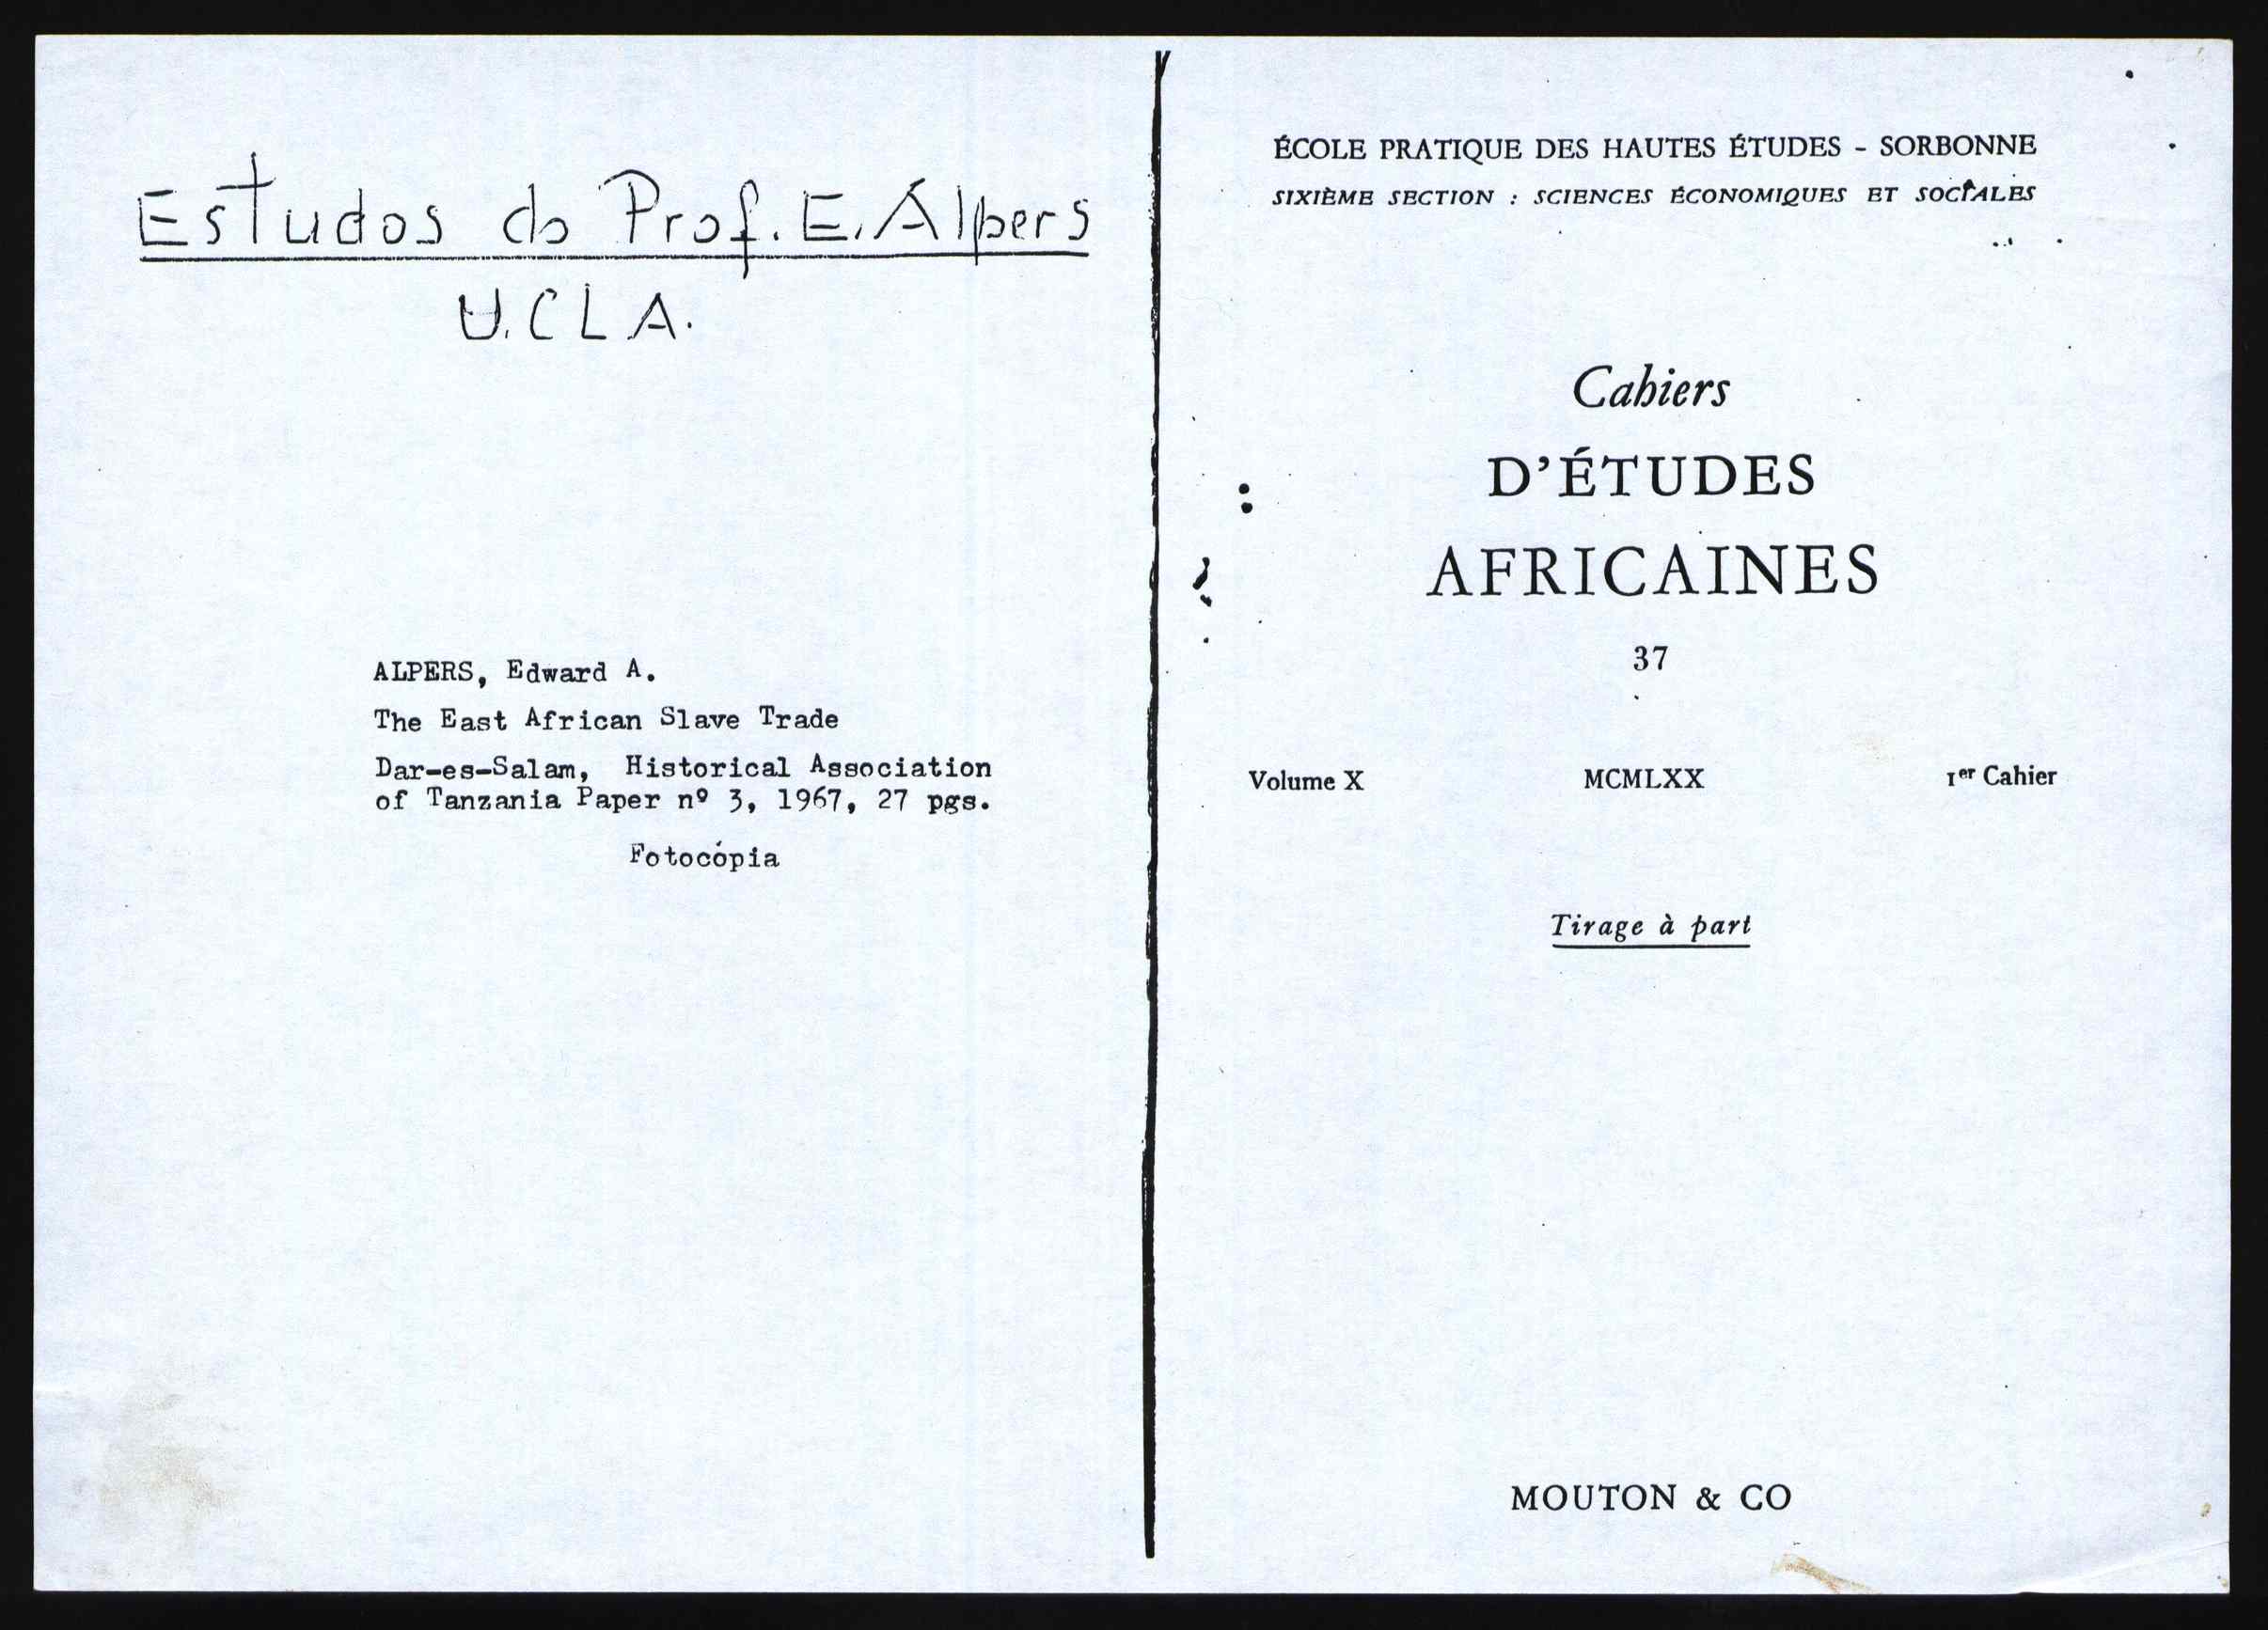 Estudos do Prof. E. Alpers
U.C.L.A.
ALPERS, Edward A.
The East African Slave Trade
Dar-es-Salam, Historical Association
of Tanzania Paper nº 3, 1967, 27 pgs.
Fotocópia
ÉCOLE PRATIQUE DES HAUTES ÉTUDES - SORBONNE
SIXIÈME SECTION : SCIENCES ÉCONOMIQUES ET SOCIALES
Cahiers
D'ÉTUDES
AFRICAINES
37
Volume X MCMLXX 1er Cahier
Tirage à part
MOUTON & CO